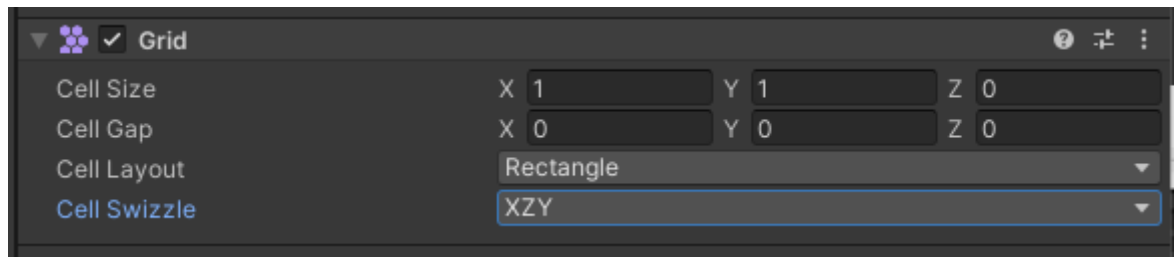 Grid
Cell Size X 1 Y 1 Z 0
Cell Gap X 0 Y 0 Z 0
Cell Layout Rectangle
Cell Swizzle XZY